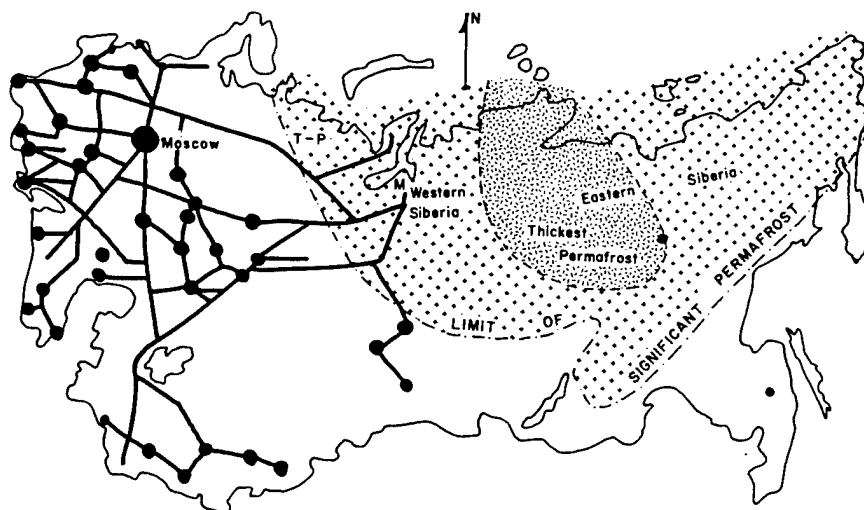 N
T-P
Moscow
M Western
Siberia
Siberia
Eastern
Thickest
Permafrost
LIMIT OF SIGNIFICANT PERMAFROST